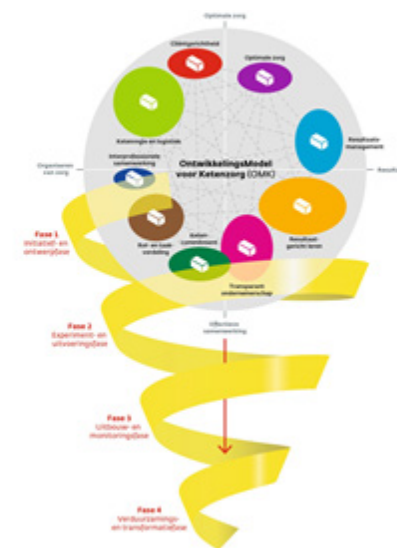 Optimale zorg
Cliëntgerichtheid
Optimale zorg
Ketenregie en logistiek
Resultaats-
management
Organiseren
van zorg
Interprofessionele
samenwerking
OntwikkelingsModel
voor Ketenzorg (OMK)
Rol- en taak-
verdeling
Keten-
commitment
Resultaat-
gericht leren
Transparant
ondernemerschap
Fase 1
Initiatief- en
ontwerpfase
Effectieve
samenwerking
Fase 2
Experiment- en
uitvoeringsfase
Fase 3
Uitbouw- en
monitoringsfase
Fase 4
Verduurzamings-
en transformatiefase